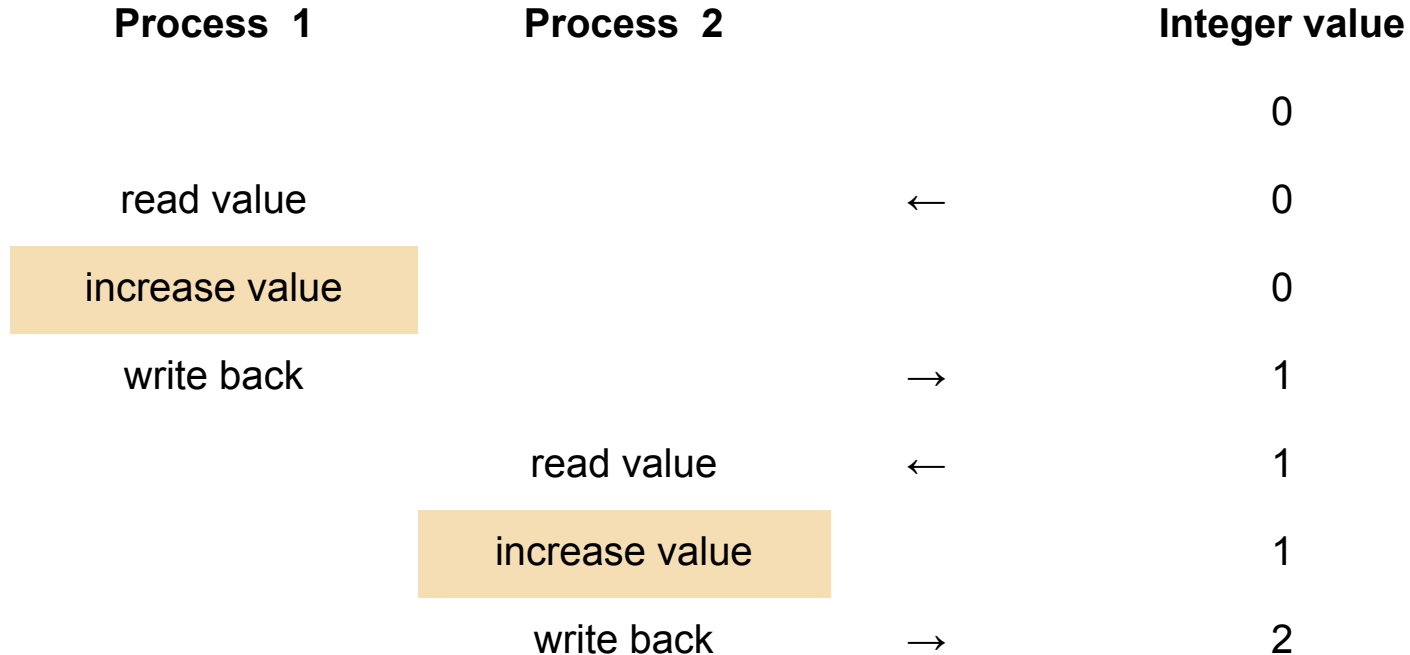 Process 1 Process 2 Integer value
0
read value ← 0
increase value 0
write back → 1
read value ← 1
increase value 1
write back → 2